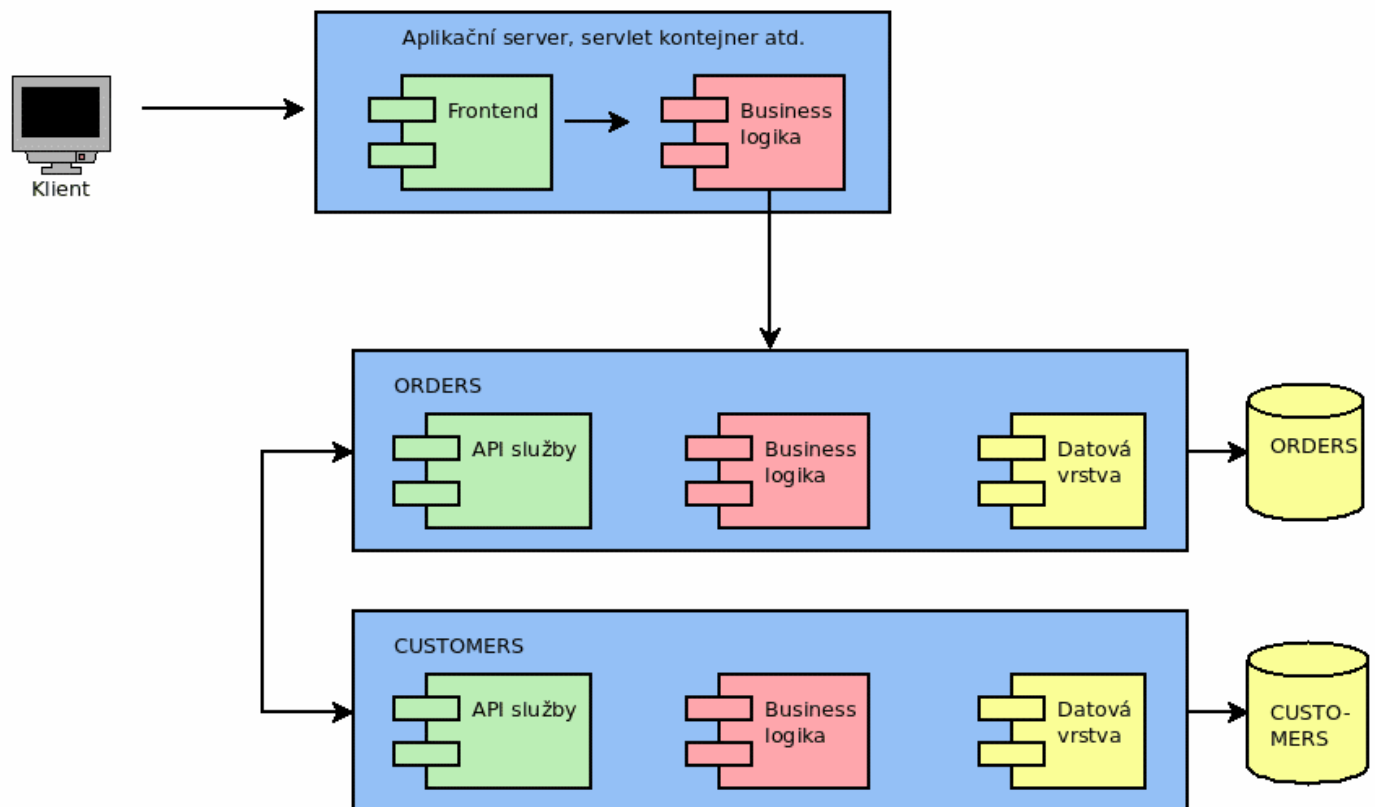 Aplikační server, servlet kontejner atd.
Frontend
Business
logika
Klient
ORDERS
API služby
Business
logika
Datová
vrstva
ORDERS
CUSTOMERS
API služby
Business
logika
Datová
vrstva
CUSTO-
MERS